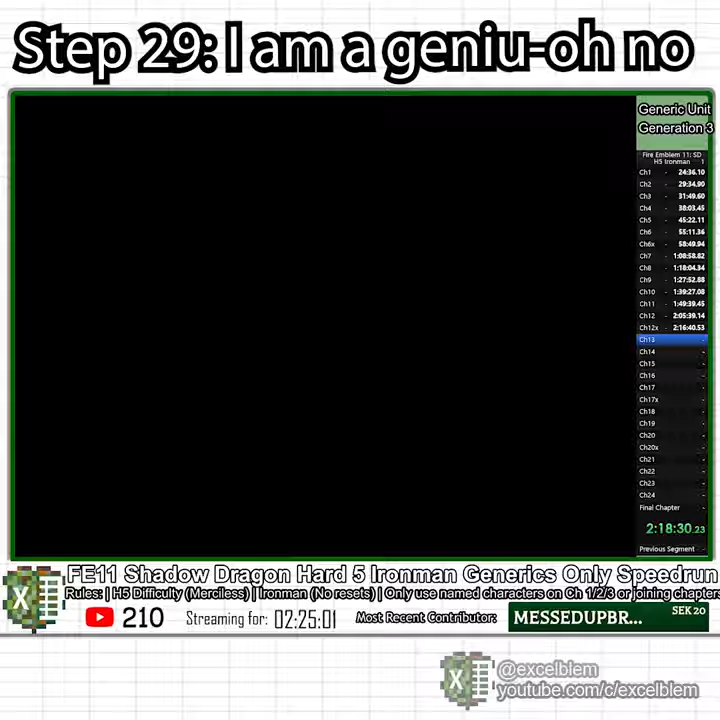 Step 29: I am a geniu-oh no
Generic Unit
Generation 3
Fire Emblem 11: SD
H5 Ironman 1
Ch1 - 24:36.10
Ch2 - 29:34.90
Ch3 - 31:49.60
Ch4 - 38:03.45
Ch5 - 45:22.11
Ch6 - 55:11.36
Ch6x - 58:49.94
Ch7 - 1:08:58.82
Ch8 - 1:18:04.34
Ch9 - 1:27:52.88
Ch10 - 1:39:27.08
Ch11 - 1:49:39.45
Ch12 - 2:05:39.14
Ch12x - 2:16:40.53
Ch13 -
Ch14 -
Ch15 -
Ch16 -
Ch17 -
Ch17x -
Ch18 -
Ch19 -
Ch20 -
Ch20x -
Ch21 -
Ch22 -
Ch23 -
Ch24 -
Final Chapter -
2:18:30.23
Previous Segment -
FE11 Shadow Dragon Hard 5 Ironman Generics Only Speedrun
Rules: | H5 Difficulty (Merciless) | Ironman (No resets) | Only use named characters on Ch 1/2/3 or joining chapters
210
Streaming for: 02:25:01
Most Recent Contributor:
MESSEDUPBR...
SEK 20
X
X
@excelblem
youtube.com/c/excelblem